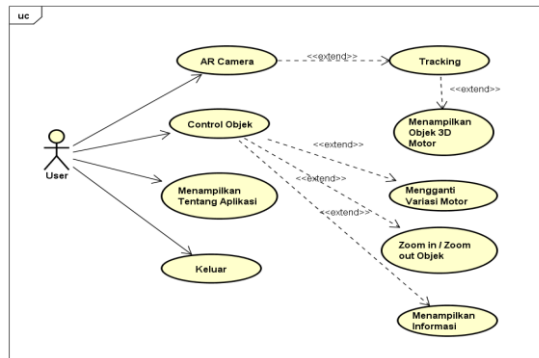 uc
AR Camera
<<extend>>
Tracking
<<extend>>
Control Objek
Menampilkan
Objek 3D
Motor
User
<<extend>>
Menampilkan
Tentang Aplikasi
<<extend>>
Mengganti
Variasi Motor
<<extend>>
Zoom in / Zoom
out Objek
Keluar
Menampilkan
Informasi